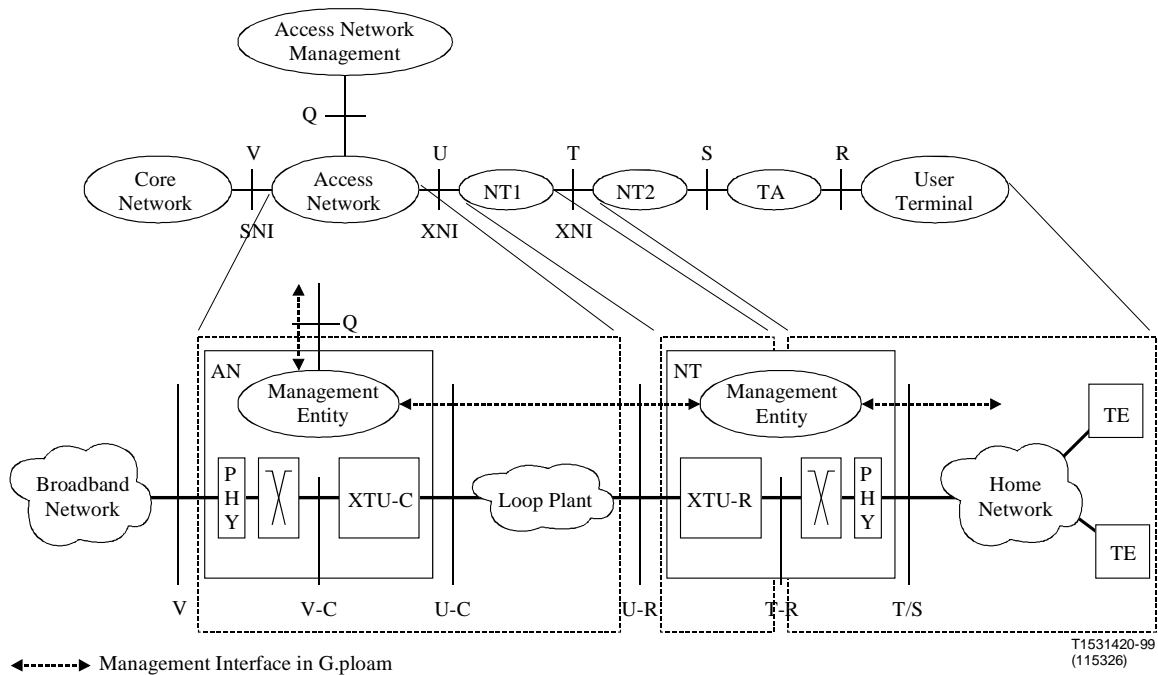 Access Network
Management
Q
V
U
T
S
R
Core
Network
Access
Network
NT1
NT2
TA
User
Terminal
SNI
XNI
XNI
Q
AN
Management
Entity
NT
Management
Entity
TE
Broadband
Network
P
H
Y
XTU-C
Loop Plant
XTU-R
P
H
Y
Home
Network
TE
V
V-C
U-C
U-R
T-R
T/S
T1531420-99
(115326)
Management Interface in G.ploam